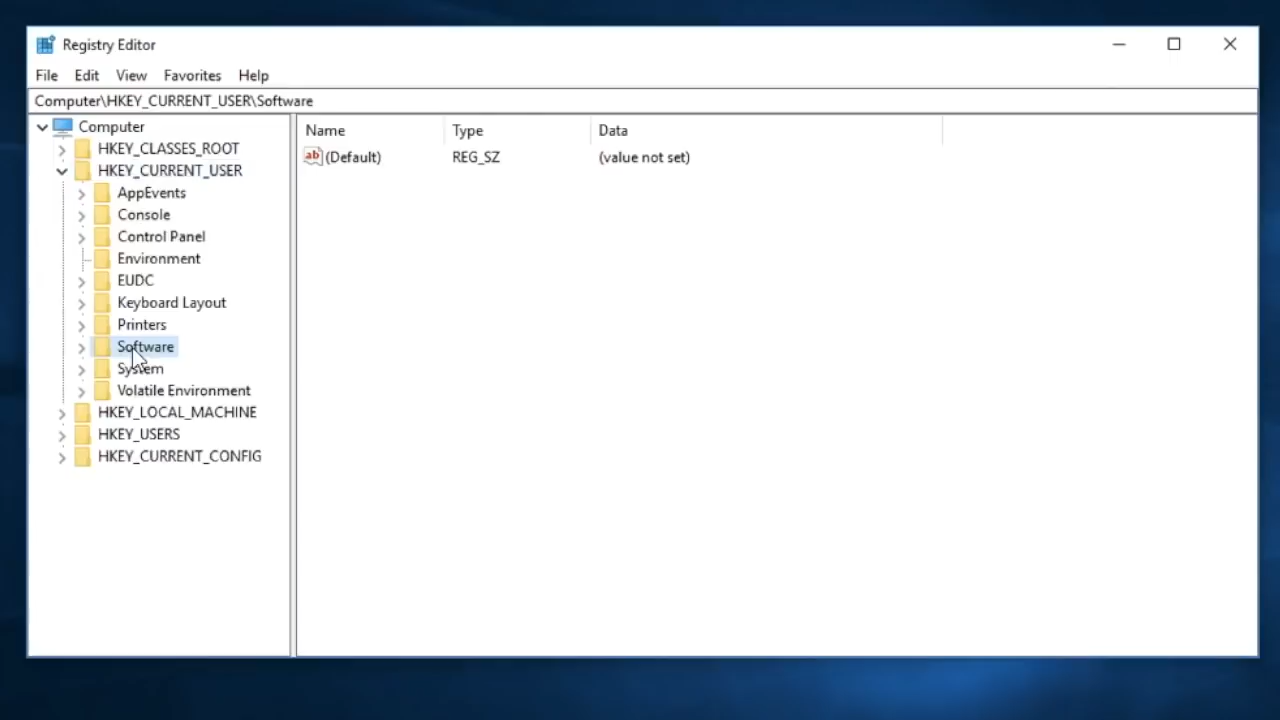 Registry Editor
File Edit View Favorites Help
Computer\HKEY_CURRENT_USER\Software
Computer
HKEY_CLASSES_ROOT
HKEY_CURRENT_USER
AppEvents
Console
Control Panel
Environment
EUDC
Keyboard Layout
Printers
Software
System
Volatile Environment
HKEY_LOCAL_MACHINE
HKEY_USERS
HKEY_CURRENT_CONFIG
Name Type Data
ab (Default) REG_SZ (value not set)